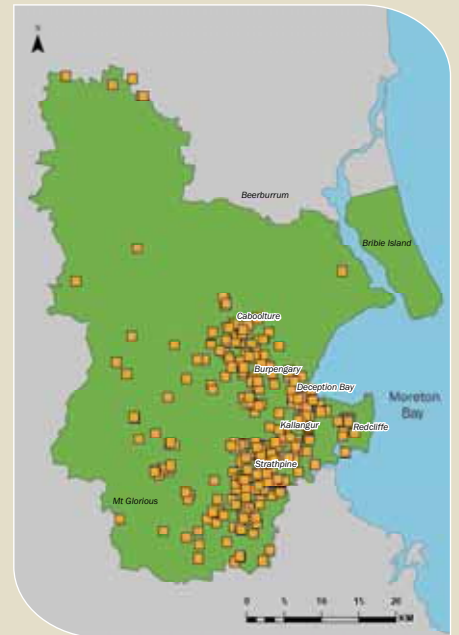 N
Beerburrum
Bribie Island
Caboolture
Burpengary
Deception Bay
Moreton
Bay
Kallangur
Redcliffe
Strathpine
Mt Glorious
0 5 10 15 20
KM